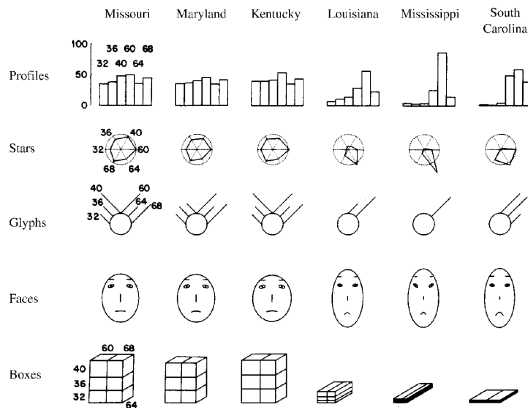 Missouri Maryland Kentucky Louisiana Mississippi South Carolina
Profiles
100
50
0
36 60 68
32 40 64
Stars
36 40
32 60
68 64
Glyphs
40 60
36 64
32 68
Faces
Boxes
60 68
40
36
32
64